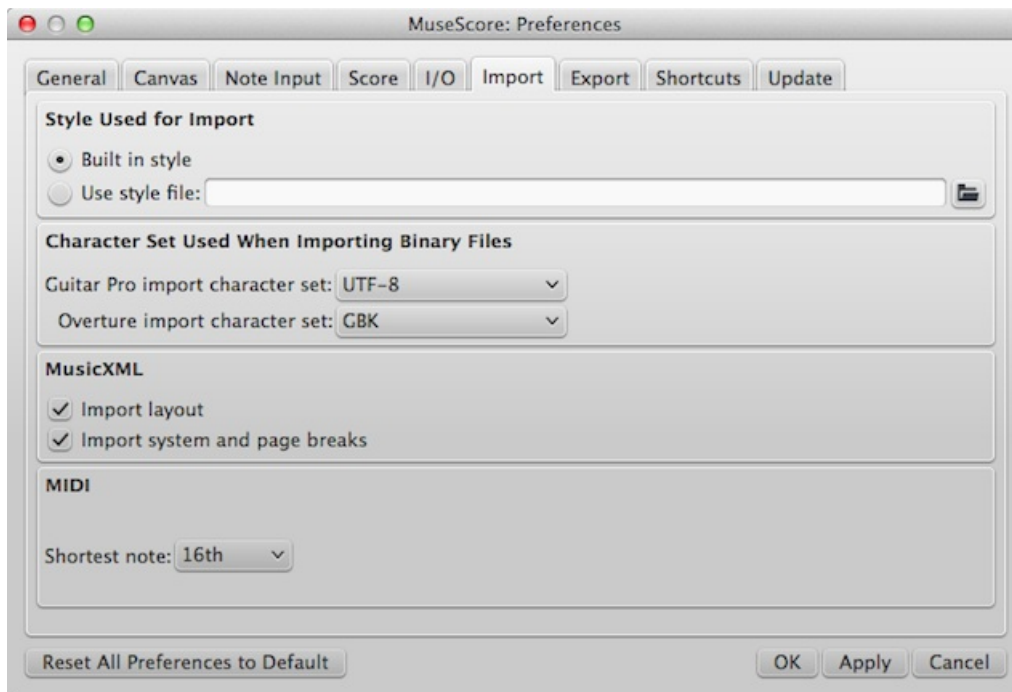 MuseScore: Preferences
General Canvas Note Input Score I/O Import Export Shortcuts Update
Style Used for Import
Built in style
Use style file:
Character Set Used When Importing Binary Files
Guitar Pro import character set: UTF-8
Overture import character set: GBK
MusicXML
Import layout
Import system and page breaks
MIDI
Shortest note: 16th
Reset All Preferences to Default OK Apply Cancel